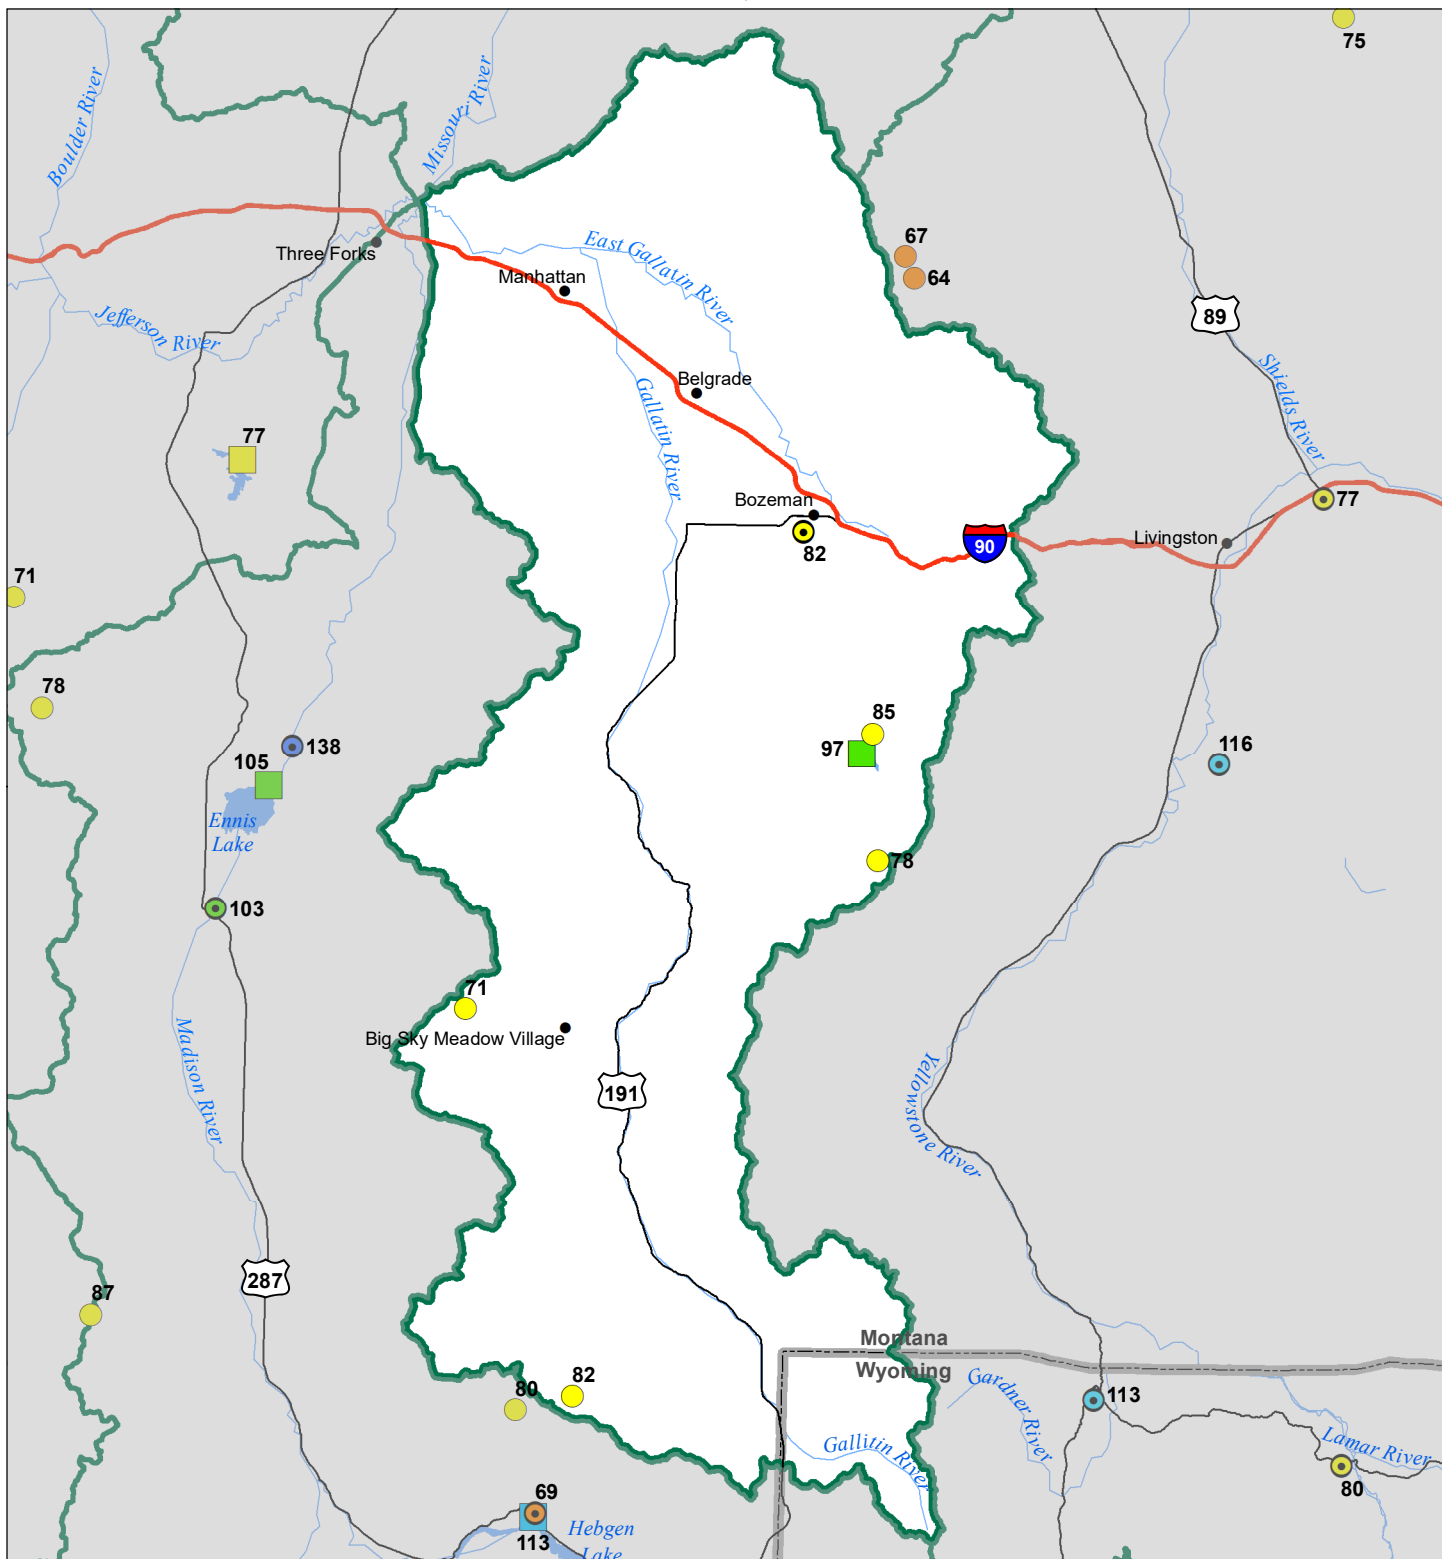 75
Boulder River
Missouri River
67
64
Three Forks
East Gallatin River
Manhattan
89
Jefferson River
Shields River
Belgrade
Gallatin River
77
77
Bozeman
82
90
Livingston
71
78
85
97
138
105
116
Ennis
Lake
78
103
71
Big Sky Meadow Village
Madison River
191
Yellowstone River
287
87
Montana
Wyoming
80
82
Gardner River
113
Gallitin River
Lamar River
80
69
113
Hebgen
Lake